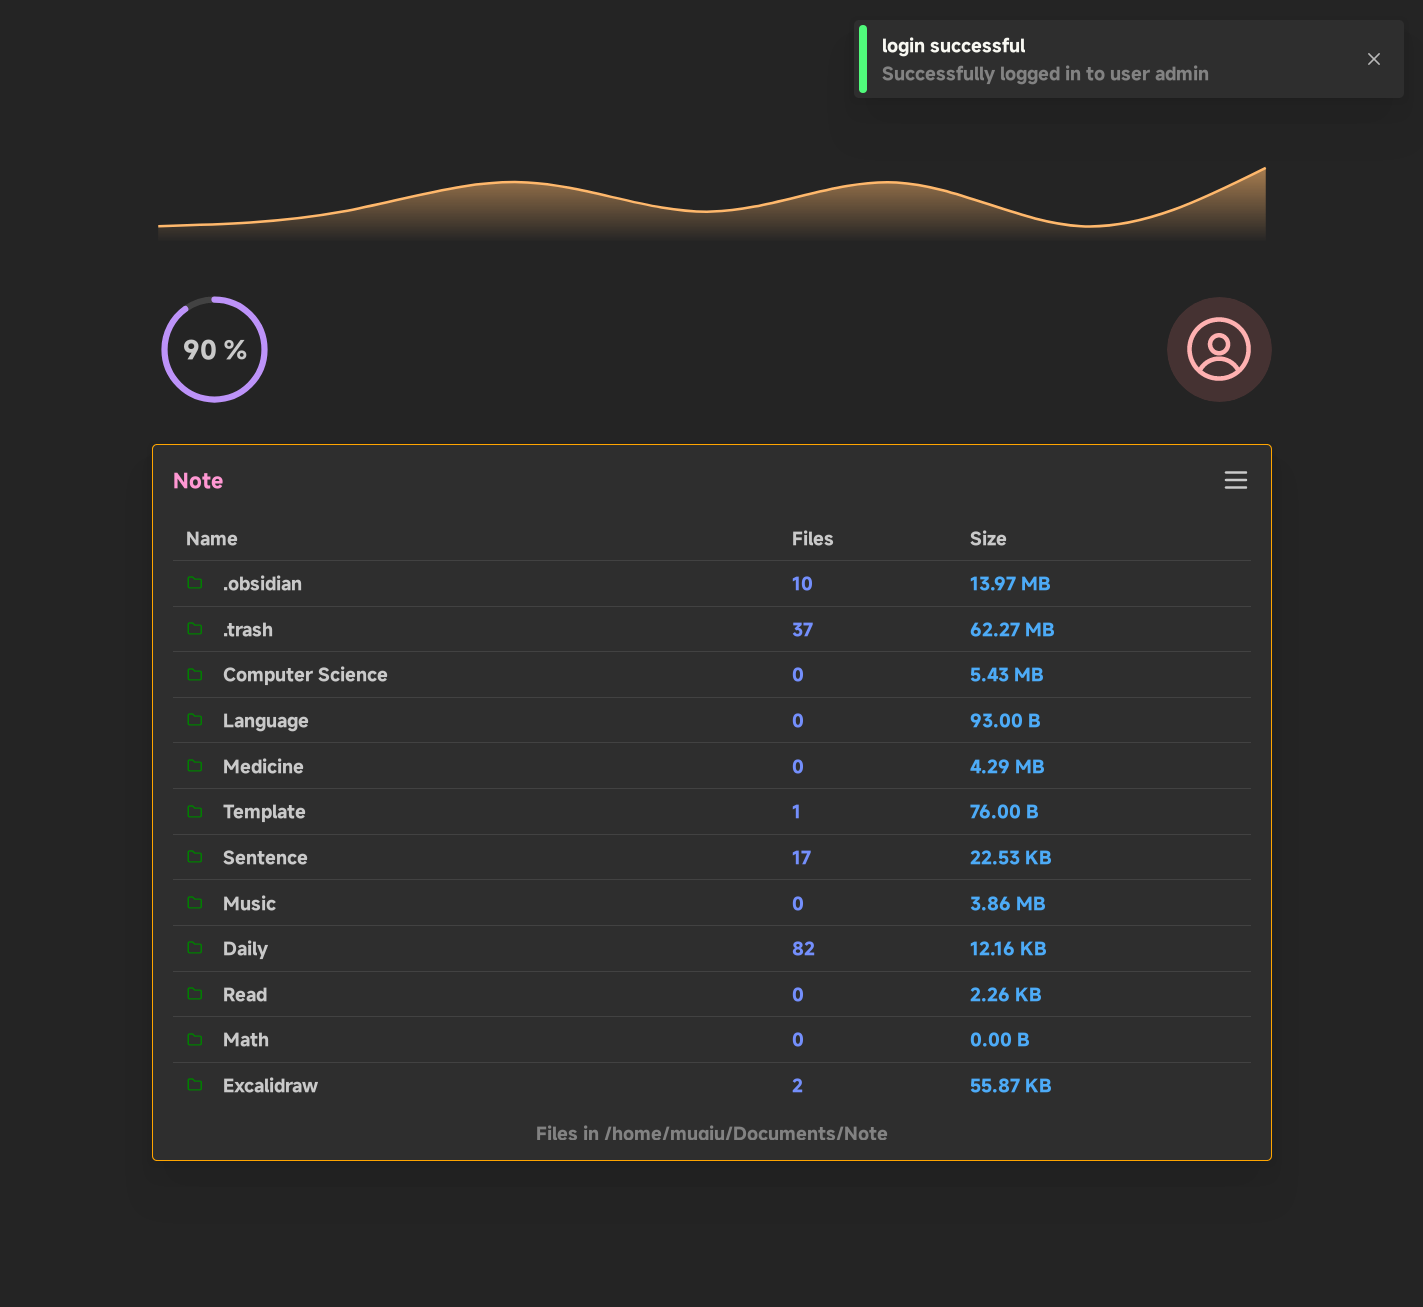 login successful
Successfully logged in to user admin
90 %
Note
Name Files Size
.obsidian 10 13.97 MB
.trash 37 62.27 MB
Computer Science 0 5.43 MB
Language 0 93.00 B
Medicine 0 4.29 MB
Template 1 76.00 B
Sentence 17 22.53 KB
Music 0 3.86 MB
Daily 82 12.16 KB
Read 0 2.26 KB
Math 0 0.00 B
Excalidraw 2 55.87 KB
Files in /home/muqiu/Documents/Note